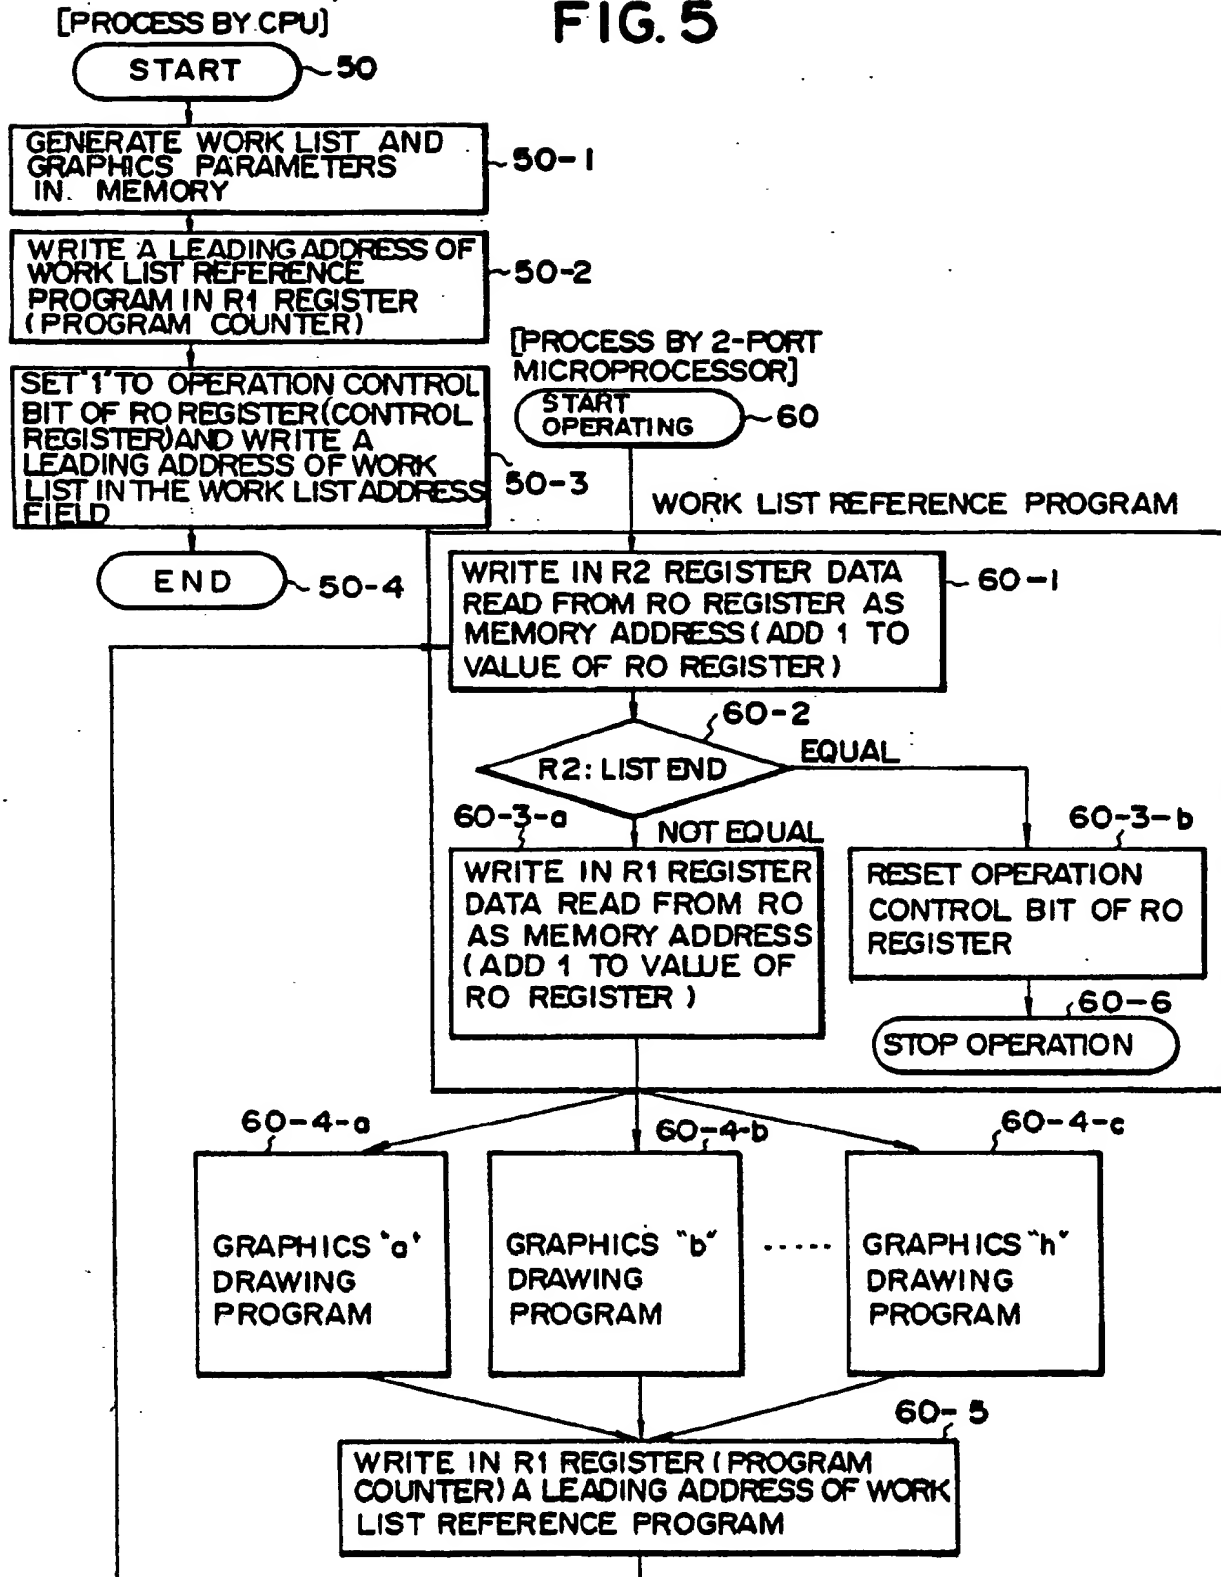 FIG. 5
[PROCESS BY CPU]
START
50
GENERATE WORK LIST AND
GRAPHICS PARAMETERS
IN. MEMORY
50-1
WRITE A LEADING ADDRESS OF
WORK LIST REFERENCE
PROGRAM IN R1 REGISTER
(PROGRAM COUNTER)
50-2
SET "1" TO OPERATION CONTROL
BIT OF RO REGISTER (CONTROL
REGISTER) AND WRITE A
LEADING ADDRESS OF WORK
LIST IN THE WORK LIST ADDRESS
FIELD
50-3
END
50-4
[PROCESS BY 2-PORT
MICROPROCESSOR]
START
OPERATING
60
WORK LIST REFERENCE PROGRAM
WRITE IN R2 REGISTER DATA
READ FROM RO REGISTER AS
MEMORY ADDRESS (ADD 1 TO
VALUE OF RO REGISTER)
60-1
60-2
R2: LIST END
EQUAL
NOT EQUAL
60-3-a
WRITE IN R1 REGISTER
DATA READ FROM RO
AS MEMORY ADDRESS
(ADD 1 TO VALUE OF
RO REGISTER)
60-3-b
RESET OPERATION
CONTROL BIT OF RO
REGISTER
60-6
STOP OPERATION
60-4-a
GRAPHICS "a"
DRAWING
PROGRAM
60-4-b
GRAPHICS "b"
DRAWING
PROGRAM
.....
60-4-c
GRAPHICS "h"
DRAWING
PROGRAM
60-5
WRITE IN R1 REGISTER (PROGRAM
COUNTER) A LEADING ADDRESS OF WORK
LIST REFERENCE PROGRAM